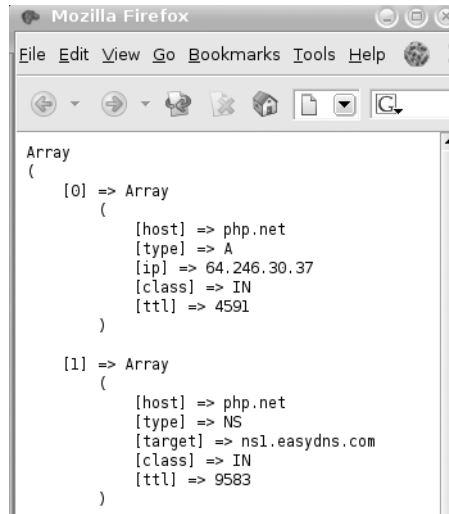 Mozilla Firefox
File Edit View Go Bookmarks Tools Help
G
Array
(
[0] => Array
(
[host] => php.net
[type] => A
[ip] => 64.246.30.37
[class] => IN
[ttl] => 4591
)
[1] => Array
(
[host] => php.net
[type] => NS
[target] => ns1.easydns.com
[class] => IN
[ttl] => 9583
)